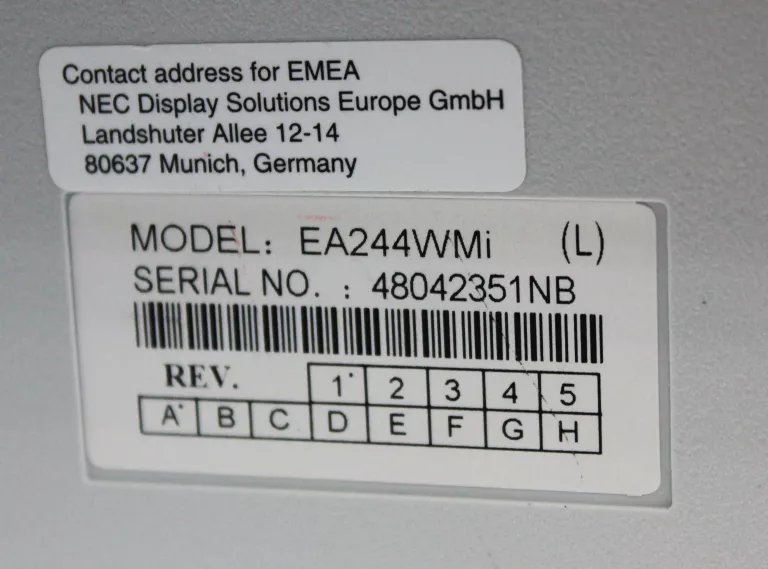 Contact address for EMEA
NEC Display Solutions Europe GmbH
Landshuter Allee 12-14
80637 Munich, Germany
MODEL: EA244WMi (L)
SERIAL NO. : 48042351NB
REV. 1 2 3 4 5
A B C D E F G H